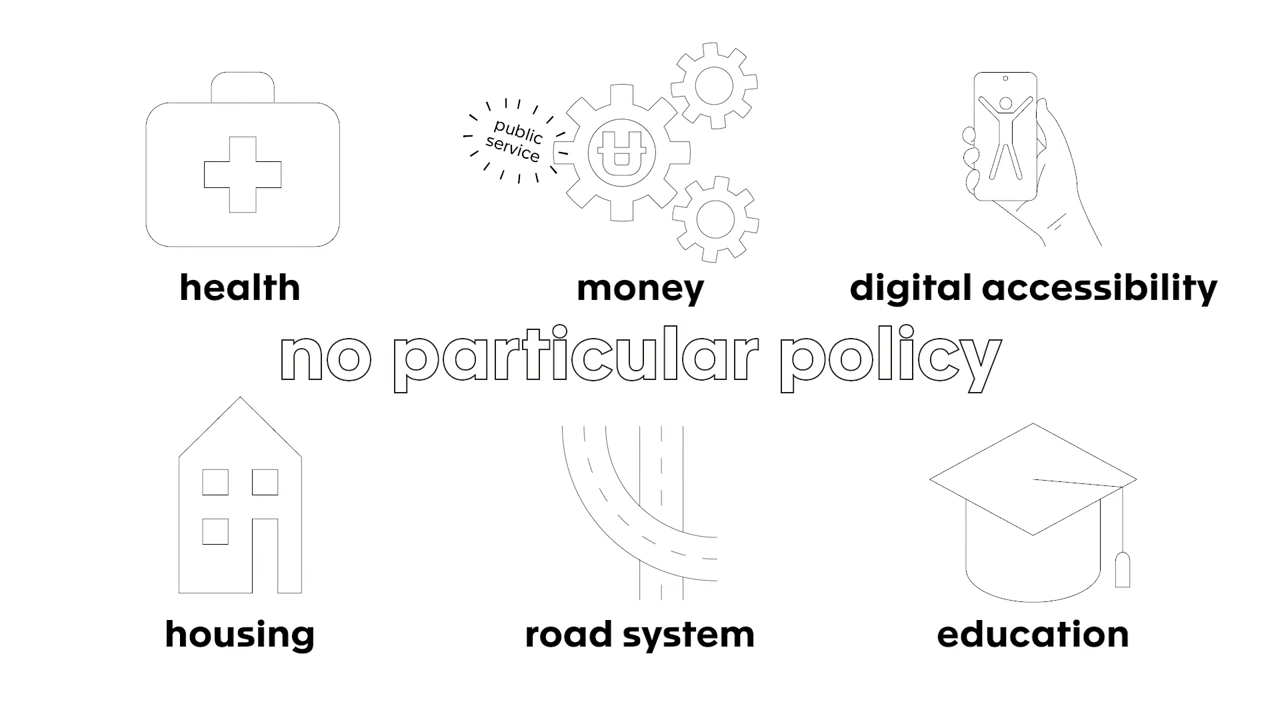 public
service
health
money
digital accessibility
no particular policy
housing
road system
education